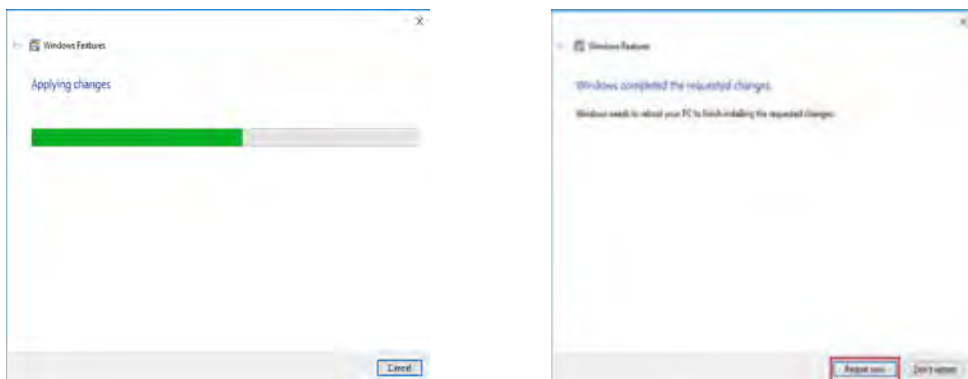 Windows Features
Applying changes
Cancel
Windows Features
Windows completed the requested changes.
Windows needs to reboot your PC to finish installing the requested changes.
Restart now
Don't restart